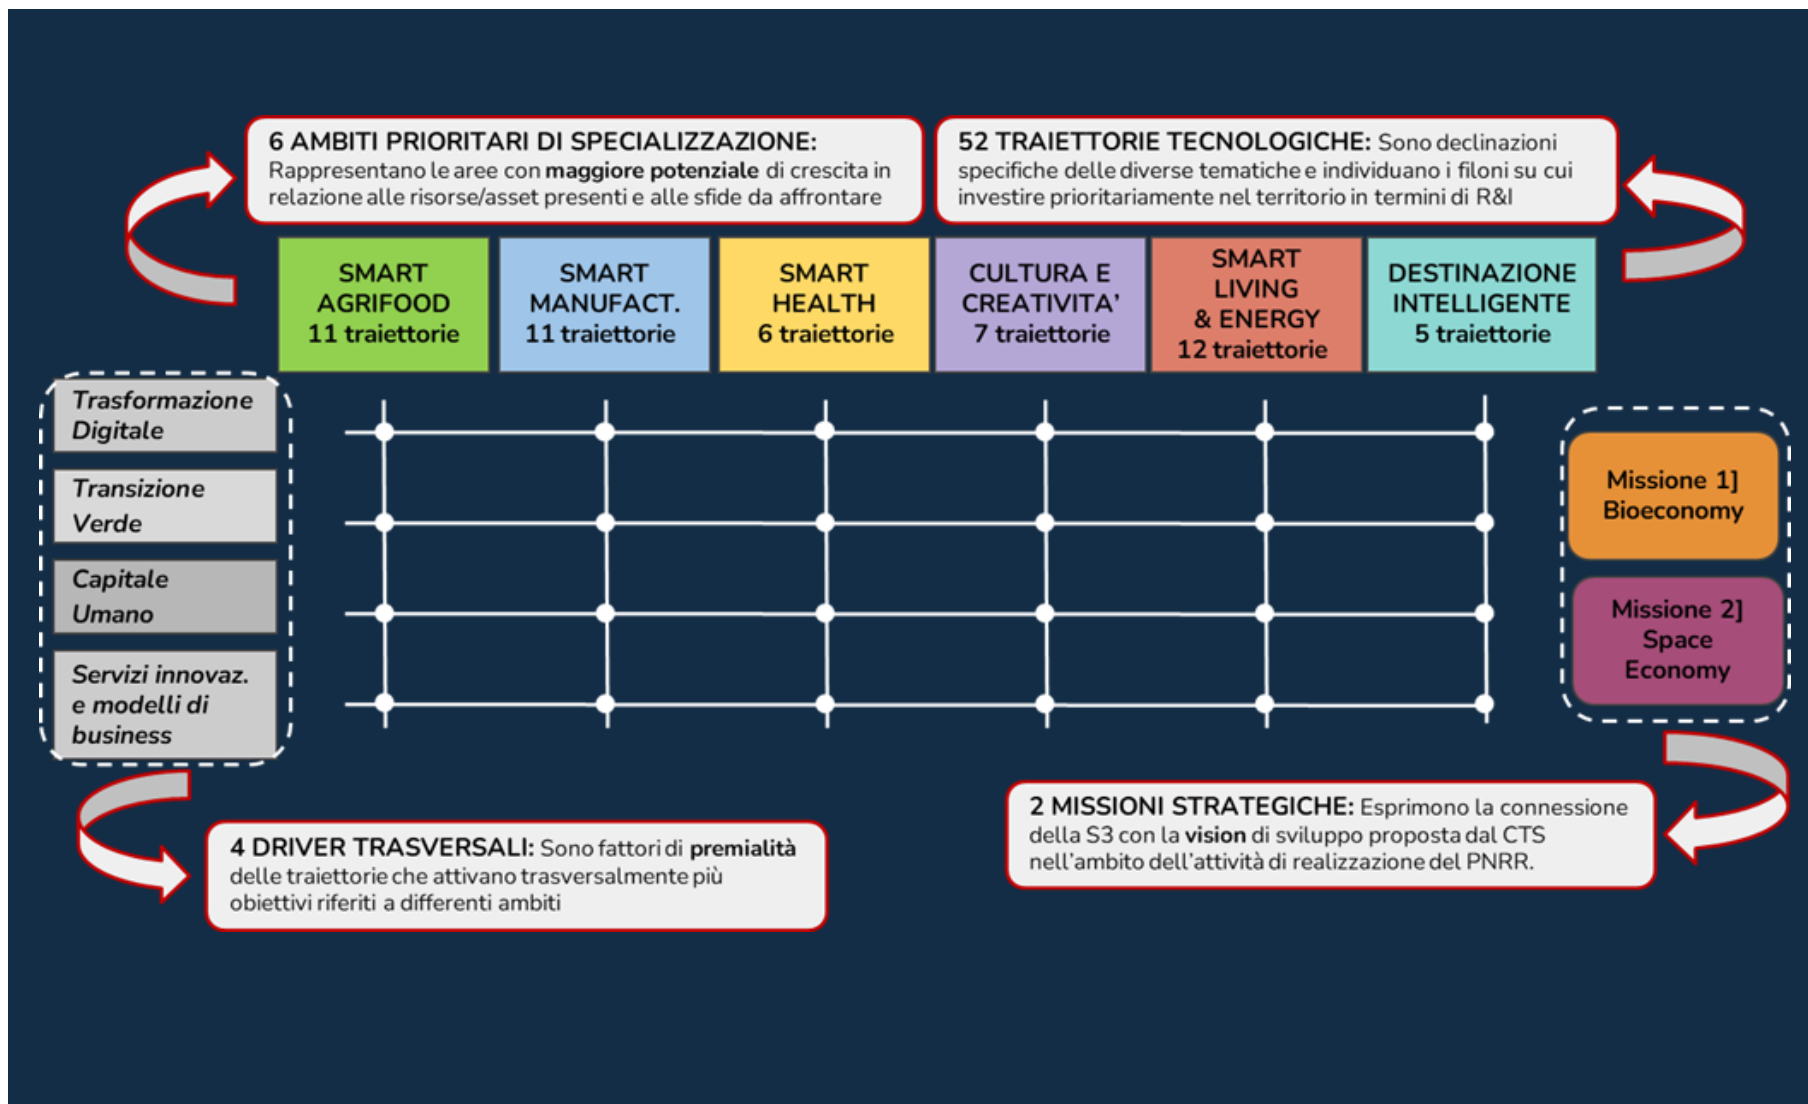 6 AMBITI PRIORITARI DI SPECIALIZZAZIONE:
Rappresentano le aree con maggiore potenziale di crescita in
relazione alle risorse/asset presenti e alle sfide da affrontare
52 TRAIETTORIE TECNOLOGICHE: Sono declinazioni
specifiche delle diverse tematiche e individuano i filoni su cui
investire prioritariamente nel territorio in termini di R&I
SMART
AGRIFOOD
11 traiettorie
SMART
MANUFACT.
11 traiettorie
SMART
HEALTH
6 traiettorie
CULTURA E
CREATIVITA’
7 traiettorie
SMART
LIVING
& ENERGY
12 traiettorie
DESTINAZIONE
INTELLIGENTE
5 traiettorie
Trasformazione
Digitale
Transizione
Verde
Capitale
Umano
Servizi innovaz.
e modelli di
business
Missione 1]
Bioeconomy
Missione 2]
Space
Economy
4 DRIVER TRASVERSALI: Sono fattori di premialità
delle traiettorie che attivano trasversalmente più
obiettivi riferiti a differenti ambiti
2 MISSIONI STRATEGICHE: Esprimono la connessione
della S3 con la vision di sviluppo proposta dal CTS
nell’ambito dell’attività di realizzazione del PNRR.